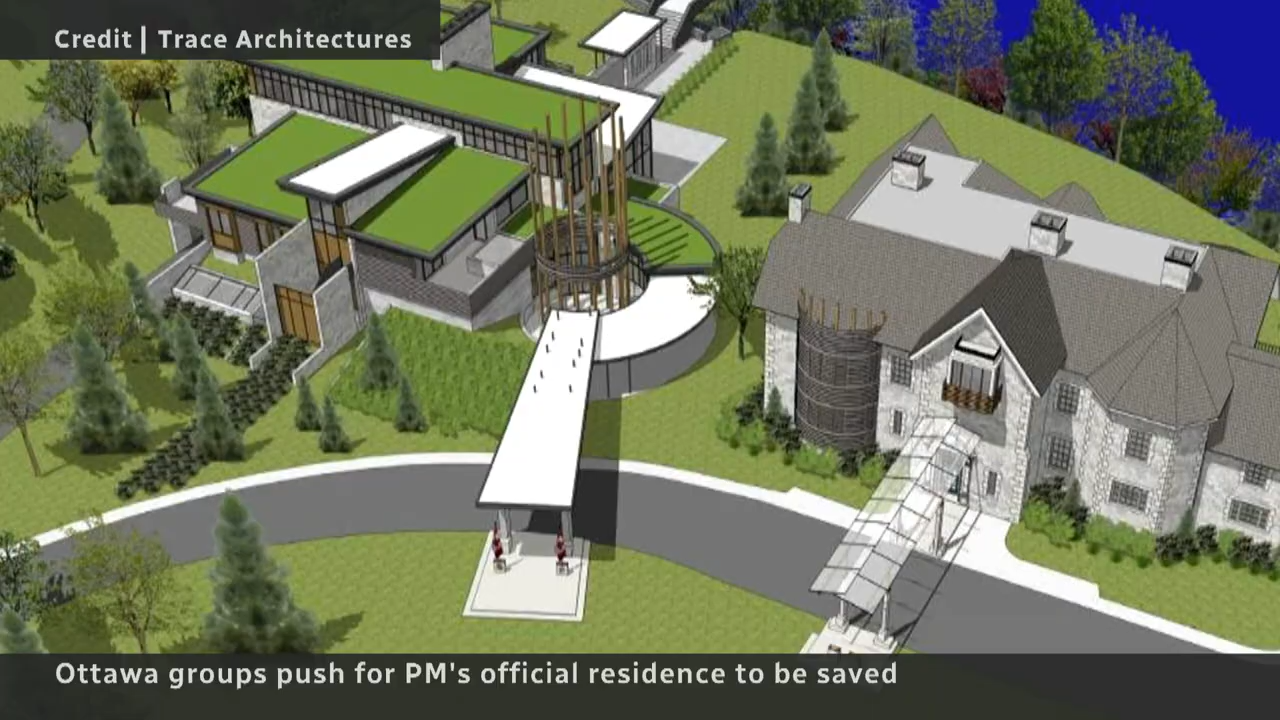 Credit | Trace Architectures
Ottawa groups push for PM's official residence to be saved